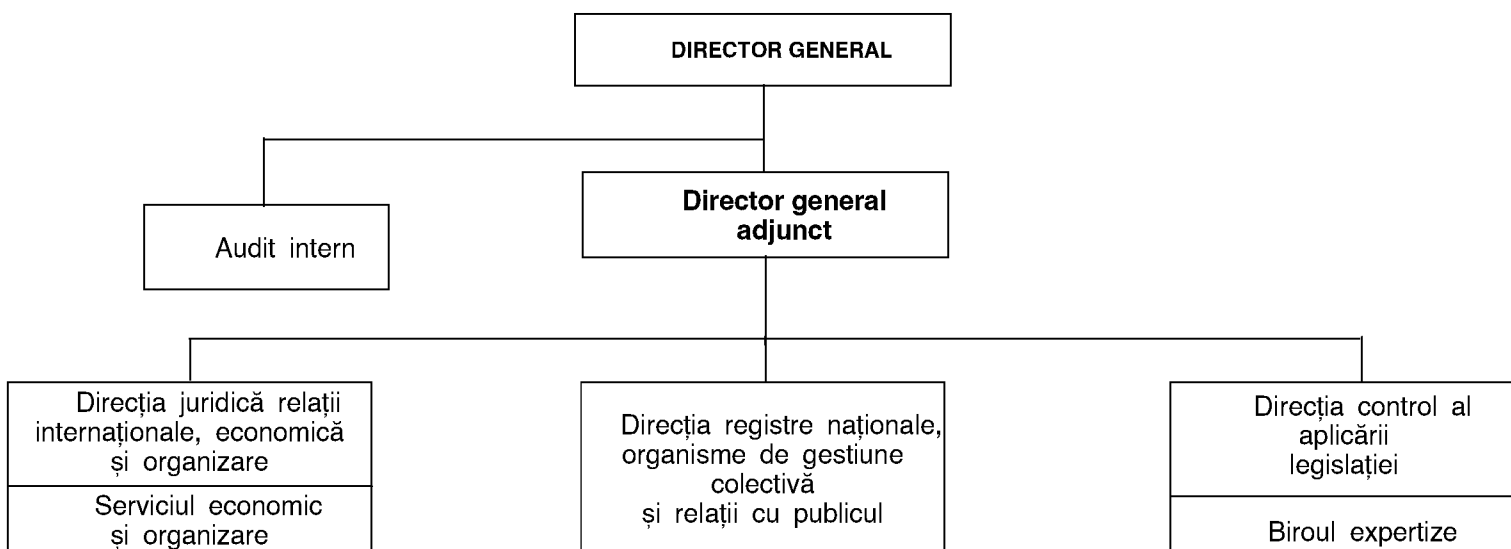 DIRECTOR GENERAL
Audit intern
Director general
adjunct
Direcția juridică relații
internaționale, economică
și organizare
Serviciul economic
și organizare
Direcția registre naționale,
organisme de gestiune
colectivă
și relații cu publicul
Direcția control al
aplicării
legislației
Biroul expertize